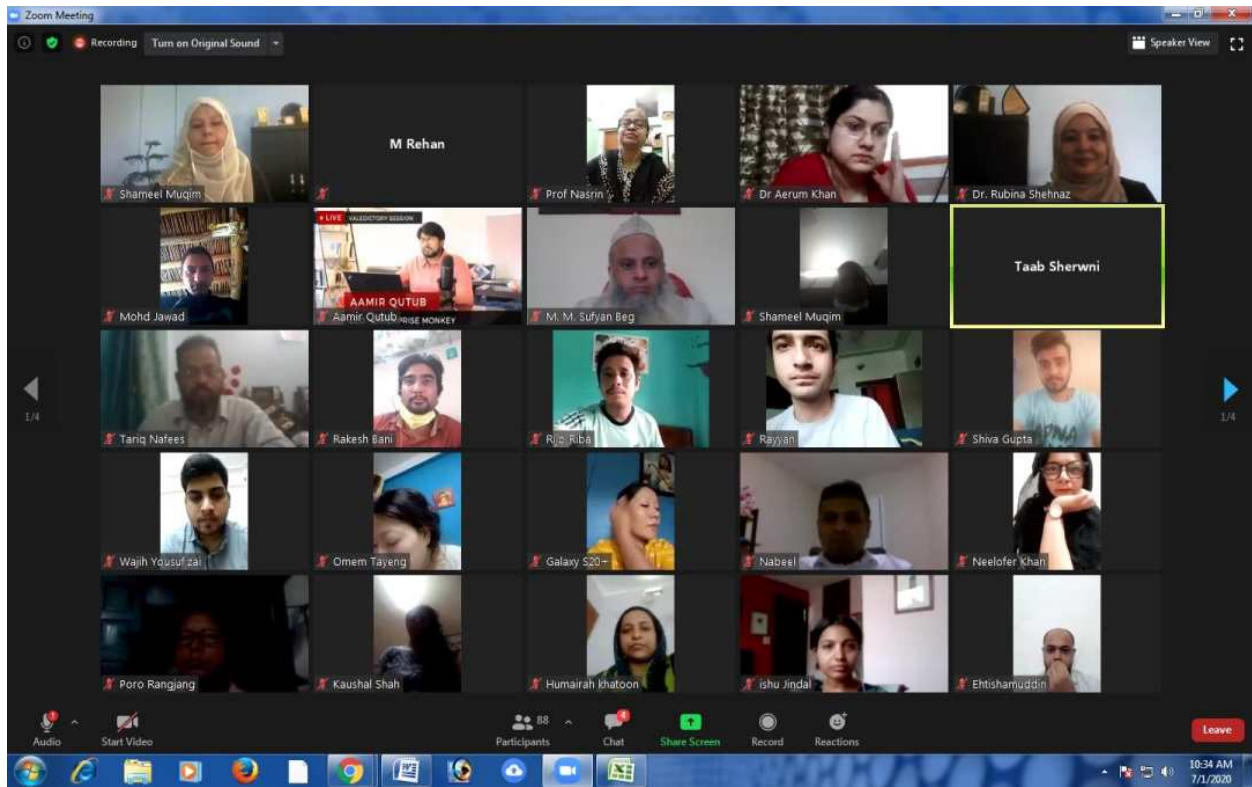 Zoom Meeting
Recording
Turn on Original Sound
Speaker View
Shameel Muqim
M Rehan
Prof Nasrin
Dr Aerum Khan
Dr. Rubina Shehnaz
Mohd Jawad
LIVE VALEDICTORY SESSION
AAMIR QUTUB
PRISE MONKEY
Aamir Qutub
M. M. Sufyan Beg
Shameel Muqim
Taab Sherwni
1/4
1/4
Tariq Nafees
Rakesh Bani
Rijo Riba
Rayyan
Shiva Gupta
Wajih Yousuf zai
Omem Tayeng
Galaxy S20+
Nabeel
Neelofer Khan
Poro Rangjang
Kaushal Shah
Humairah khatoon
ishu Jindal
Ehtishamuddin
Audio
Start Video
88
Participants
4
Chat
Share Screen
Record
Reactions
Leave
10:34 AM
7/1/2020